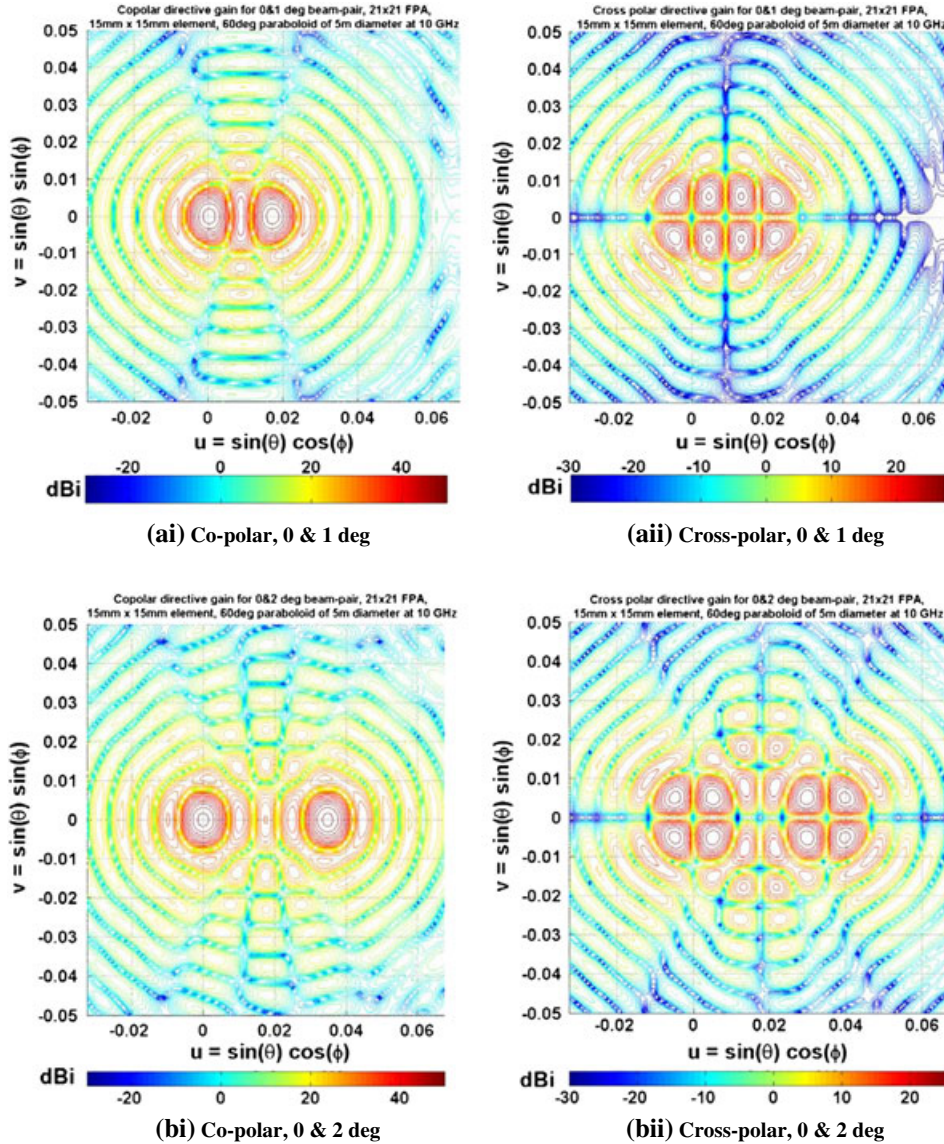 Copolar directive gain for 0&1 deg beam-pair, 21x21 FPA,
15mm x 15mm element, 60deg paraboloid of 5m diameter at 10 GHz
0.05
0.04
0.03
0.02
0.01
0
-0.01
-0.02
-0.03
-0.04
-0.05
v = sin(θ) sin(ϕ)
-0.02 0 0.02 0.04 0.06
u = sin(θ) cos(ϕ)
dBi
-20 0 20 40
(ai) Co-polar, 0 & 1 deg
Cross polar directive gain for 0&1 deg beam-pair, 21x21 FPA,
15mm x 15mm element, 60deg paraboloid of 5m diameter at 10 GHz
0.05
0.04
0.03
0.02
0.01
0
-0.01
-0.02
-0.03
-0.04
-0.05
v = sin(θ) sin(ϕ)
-0.02 0 0.02 0.04 0.06
u = sin(θ) cos(ϕ)
dBi
-30 -20 -10 0 10 20
(aii) Cross-polar, 0 & 1 deg
Copolar directive gain for 0&2 deg beam-pair, 21x21 FPA,
15mm x 15mm element, 60deg paraboloid of 5m diameter at 10 GHz
0.05
0.04
0.03
0.02
0.01
0
-0.01
-0.02
-0.03
-0.04
-0.05
v = sin(θ) sin(ϕ)
-0.02 0 0.02 0.04 0.06
u = sin(θ) cos(ϕ)
dBi
-20 0 20 40
(bi) Co-polar, 0 & 2 deg
Cross polar directive gain for 0&2 deg beam-pair, 21x21 FPA,
15mm x 15mm element, 60deg paraboloid of 5m diameter at 10 GHz
0.05
0.04
0.03
0.02
0.01
0
-0.01
-0.02
-0.03
-0.04
-0.05
v = sin(θ) sin(ϕ)
-0.02 0 0.02 0.04 0.06
u = sin(θ) cos(ϕ)
dBi
-30 -20 -10 0 10 20
(bii) Cross-polar, 0 & 2 deg